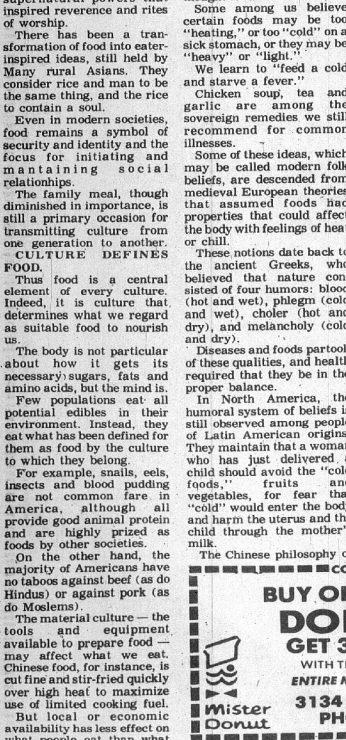 inspired reverence and rites
of worship.
There has been a tran-
sformation of food into eater-
inspired ideas, still held by
Many rural Asians. They
consider rice and man to be
the same thing, and the rice
to contain a soul.
Even in modern societies,
food remains a symbol of
security and identity and the
focus for initiating and
mantaining social
relationhips.
The family meal, though
diminished in importance, is
still a primary occasion for
transmitting culture from
one generation to another.
CULTURE DEFINES
FOOD.
Thus food is a central
element of every culture.
Indeed, it is culture that
determines what we regard
as suitable food to nourish
us.
The body is not particular
about how it gets its
necessary sugars, fats and
amino acids, but the mind is.
Few populations eat all
potential edibles in their
environment. Instead, they
eat what has been defined for
them as food by the culture
to which they belong.
For example, snails, eels,
insects and blood pudding
are not common fare in
America, although all
provide good animal protein
and are highly prized as
foods by other societies.
On the other hand, the
majority of Americans have
no taboos against beef (as do
Hindus) or against pork (as
do Moslems).
The material culture — the
tools and equipment
available to prepare food —
may affect what we eat.
Chinese food, for instance, is
cut fine and stir-fried quickly
over high heat to maximize
use of limited cooking fuel.
But local or economic
availability has less effect on
what people eat than what
Some among us believe
certain foods may be too
"heating," or too "cold" on a
sick stomach, or they may be
"heavy" or "light."
We learn to "feed a cold
and starve a fever."
Chicken soup, tea and
garlic are among the
sovereign remedies we still
recommend for common
illnesses.
Some of these ideas, which
may be called modern folk
beliefs, are descended from
medieval European theories
that assumed foods had
properties that could affect
the body with feelings of heat
or chill.
These notions date back to
the ancient Greeks, who
believed that nature con-
sisted of four humors: blood
(hot and wet), phlegm (cold
and wet), choler (hot and
dry), and melancholy (cold
and dry).
Diseases and foods partook
of these qualities, and health
required that they be in the
proper balance.
In North America, the
humoral system of beliefs is
still observed among people
of Latin American origins.
They maintain that a woman
who has just delivered a
child should avoid the "cold
foods," fruits and
vegetables, for fear that
"cold" would enter the body
and harm the uterus and the
child through the mother's
milk.
The Chinese philosophy of
CO
BUY O
DO
GET 3
WITH T
ENTIRE
Mister
Donut
3134
PH